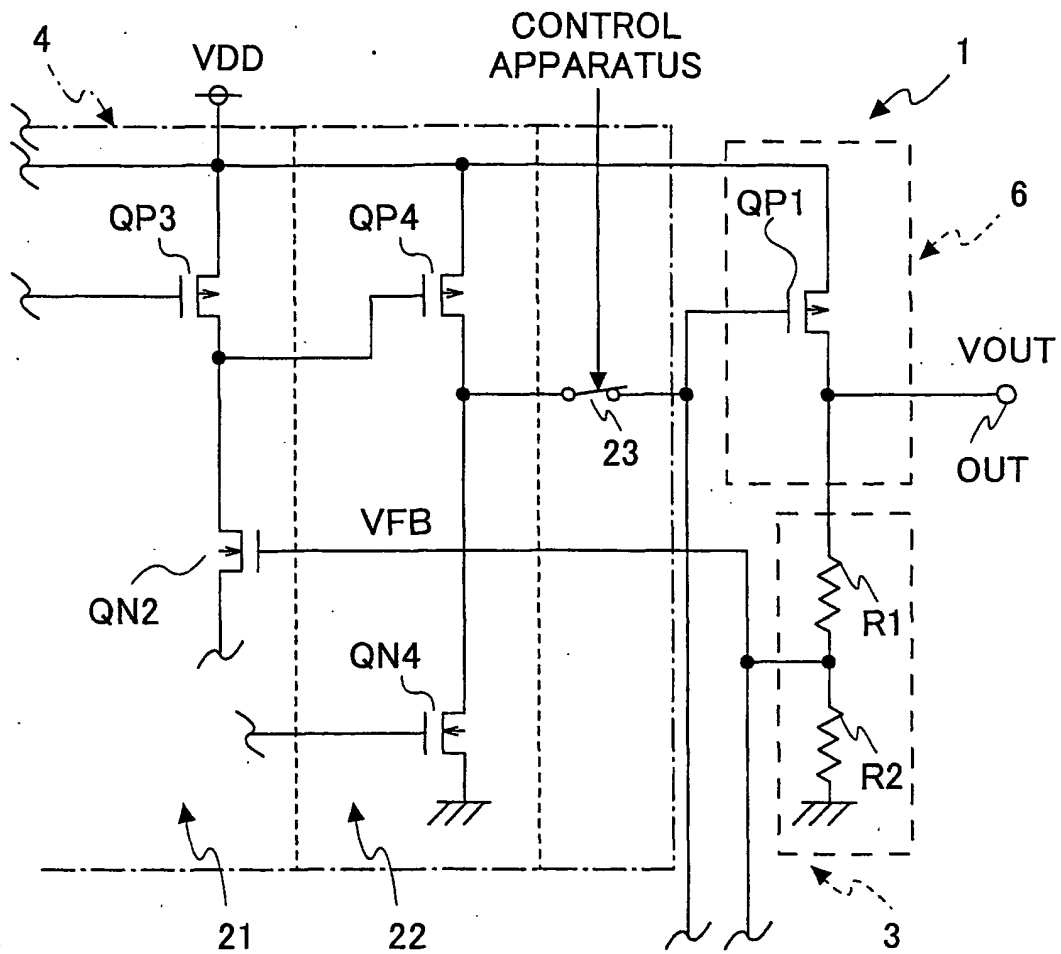 CONTROL
APPARATUS
4
VDD
1
QP3
QP4
QP1
6
VOUT
23
OUT
VFB
QN2
R1
QN4
R2
21
22
3